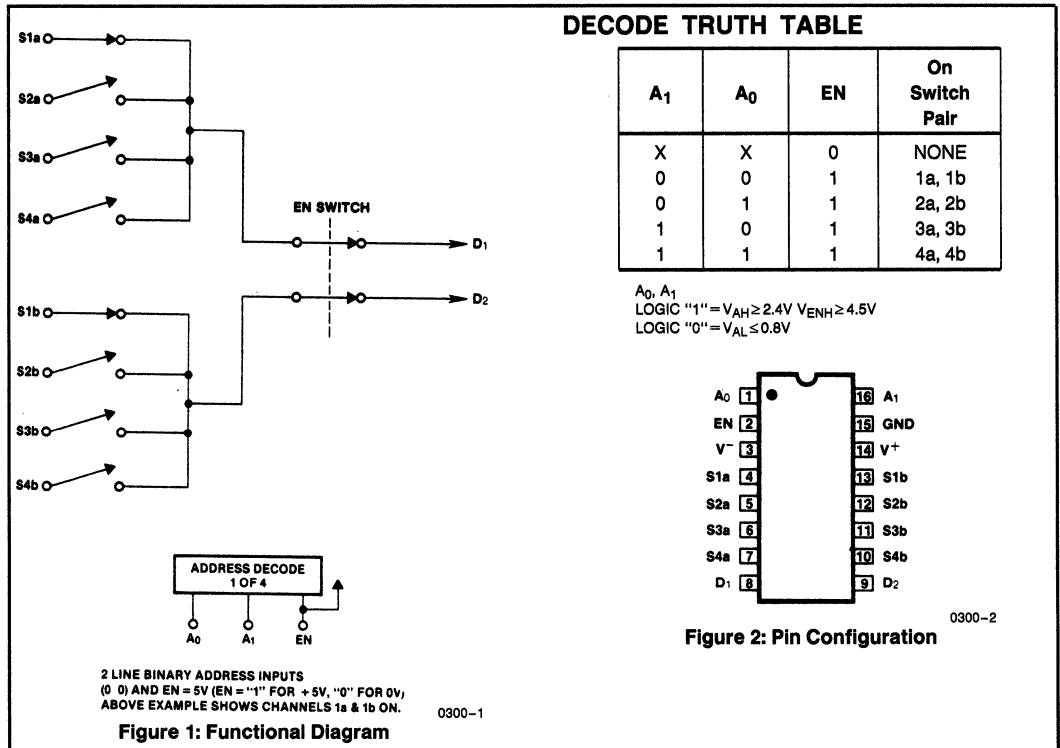 S1a
S2a
S3a
S4a
EN SWITCH
D1
D2
S1b
S2b
S3b
S4b
ADDRESS DECODE
1 OF 4
A0 A1 EN
2 LINE BINARY ADDRESS INPUTS
(0 0) AND EN = 5V (EN = "1" FOR + 5V, "0" FOR 0V)
ABOVE EXAMPLE SHOWS CHANNELS 1a & 1b ON.
0300-1
Figure 1: Functional Diagram
DECODE TRUTH TABLE
A1 A0 EN On Switch Pair
X X 0 NONE
0 0 1 1a, 1b
0 1 1 2a, 2b
1 0 1 3a, 3b
1 1 1 4a, 4b
A0, A1
LOGIC "1" = VAH ≥ 2.4V VENH ≥ 4.5V
LOGIC "0" = VAL ≤ 0.8V
A0 1 16 A1
EN 2 15 GND
V− 3 14 V+
S1a 4 13 S1b
S2a 5 12 S2b
S3a 6 11 S3b
S4a 7 10 S4b
D1 8 9 D2
0300-2
Figure 2: Pin Configuration